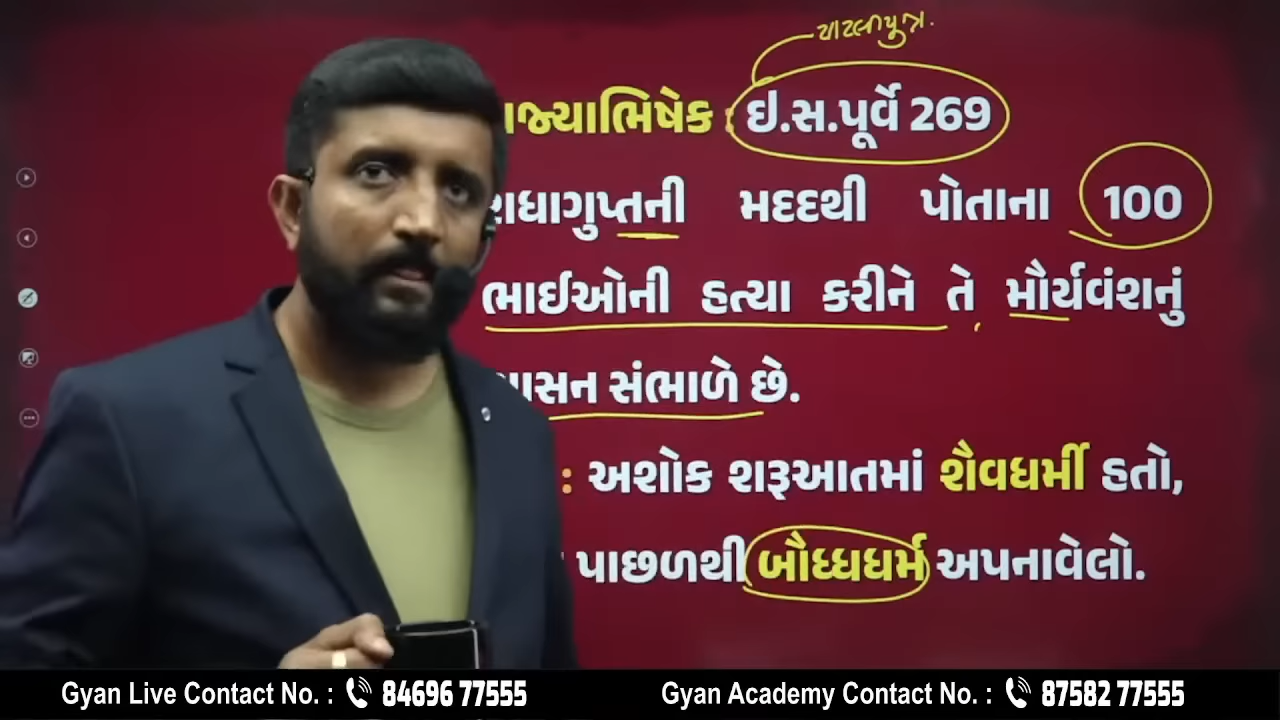 પાટલીપુત્ર.
રાજ્યાભિષેક : ઇ.સ.પૂર્વે 269
રાધાગુપ્તની મદદથી પોતાના 100
ભાઈઓની હત્યા કરીને તે મૌર્યવંશનું
શાસન સંભાળે છે.
: અશોક શરૂઆતમાં શૈવધર્મી હતો,
પાછળથી બૌધ્ધધર્મ અપનાવેલો.
Gyan Live Contact No. : 84696 77555
Gyan Academy Contact No. : 87582 77555